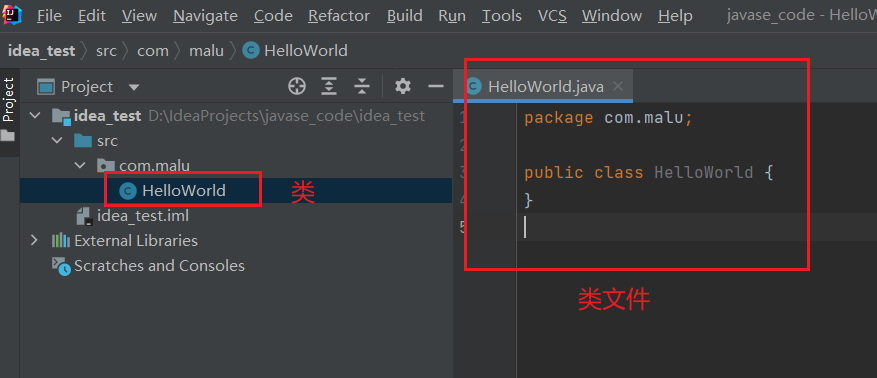 File Edit View Navigate Code Refactor Build Run Tools VCS Window Help javase_code - HelloW
idea_test src com malu HelloWorld
Project
Project
HelloWorld.java
idea_test D:\IdeaProjects\javase_code\idea_test
src
com.malu
HelloWorld
类
idea_test.iml
External Libraries
Scratches and Consoles
1 package com.malu;
2
3 public class HelloWorld {
4 }
5
类文件